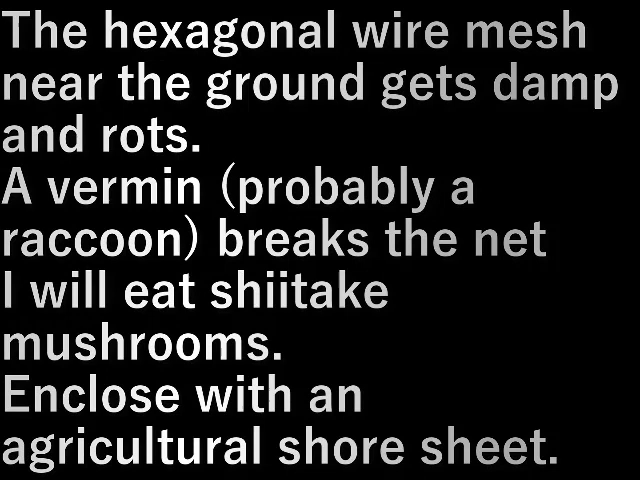 The hexagonal wire mesh
near the ground gets damp
and rots.
A vermin (probably a
raccoon) breaks the net
I will eat shiitake
mushrooms.
Enclose with an
agricultural shore sheet.